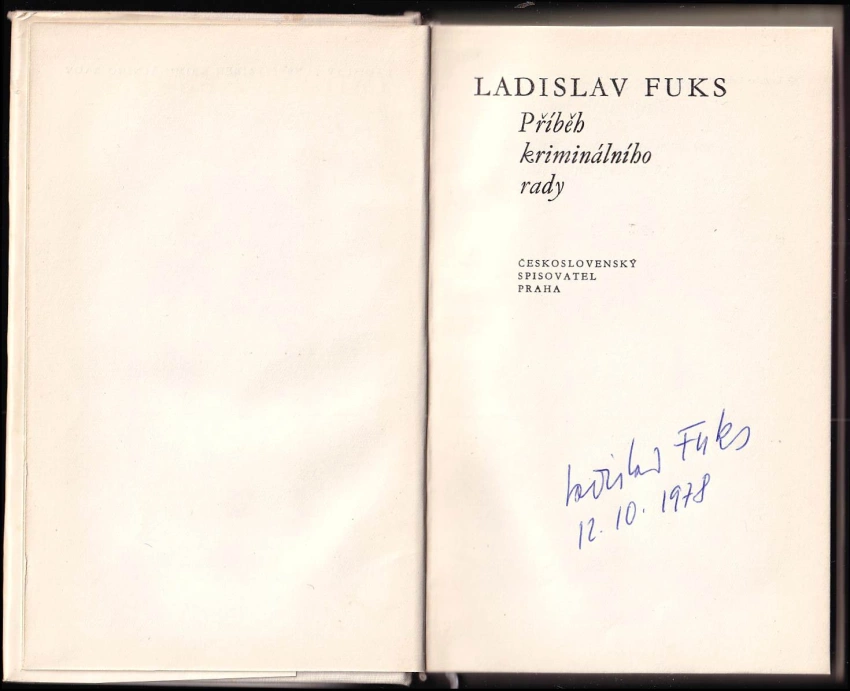 LADISLAV FUKS
Příběh
kriminálního
rady
ČESKOSLOVENSKÝ
SPISOVATEL
PRAHA
Ladislav Fuks
12. 10. 1978